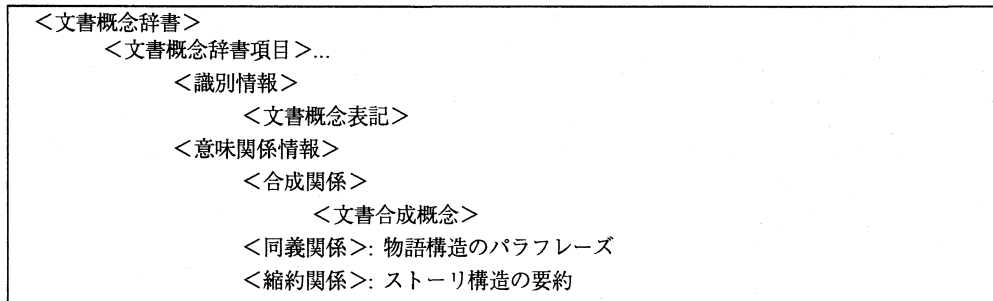 ＜文書概念辞書＞
＜文書概念辞書項目＞...
＜識別情報＞
＜文書概念表記＞
＜意味関係情報＞
＜合成関係＞
＜文書合成概念＞
＜同義関係＞: 物語構造のパラフレーズ
＜縮約関係＞: ストーリ構造の要約